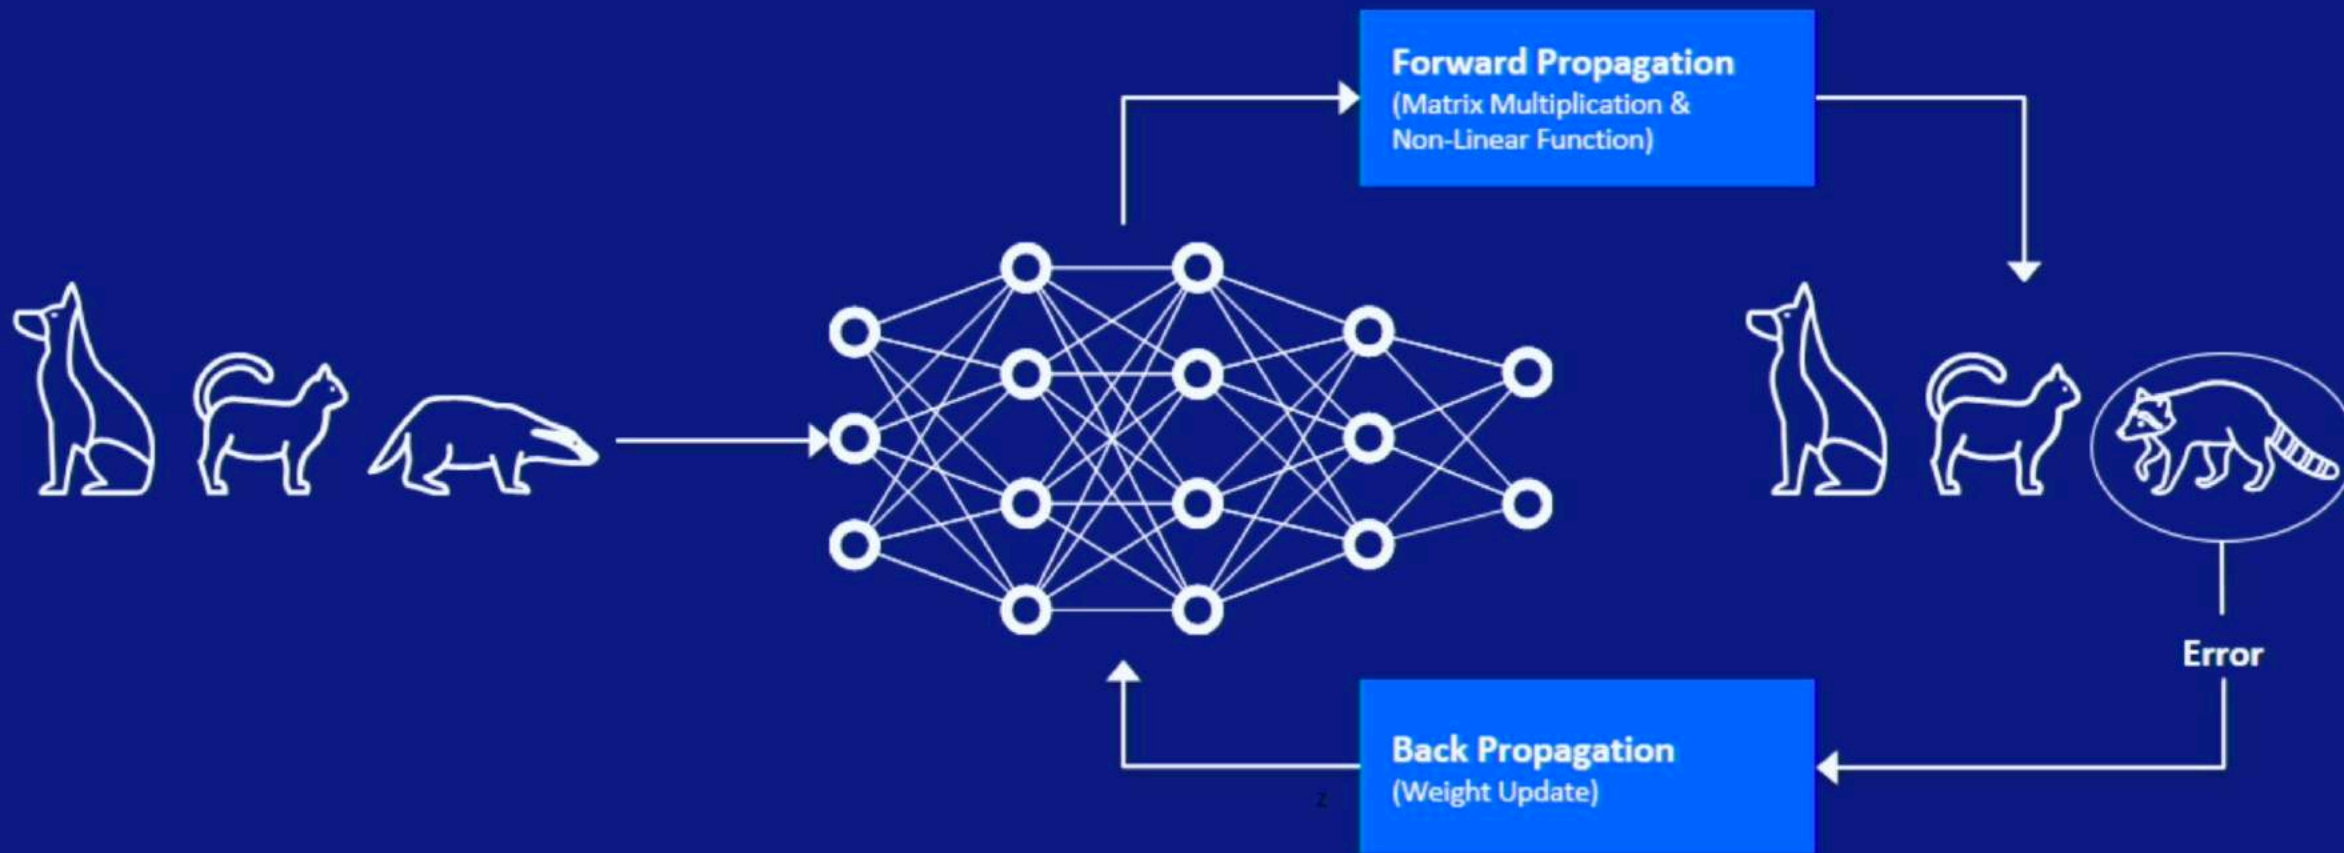 Forward Propagation
(Matrix Multiplication &
Non-Linear Function)
Error
Back Propagation
(Weight Update)
z